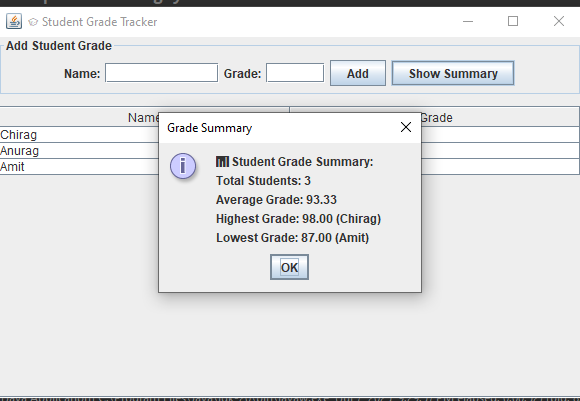 Student Grade Tracker
Add Student Grade
Name: Grade: Add Show Summary
Name Grade
Chirag
Anurag
Amit
Grade Summary
Student Grade Summary:
Total Students: 3
Average Grade: 93.33
Highest Grade: 98.00 (Chirag)
Lowest Grade: 87.00 (Amit)
OK